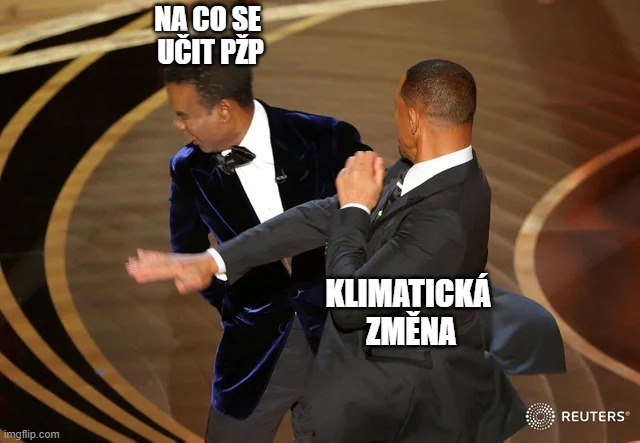 NA CO SE
UČIT PŽP
KLIMATICKÁ
ZMĚNA
REUTERS®
imgflip.com